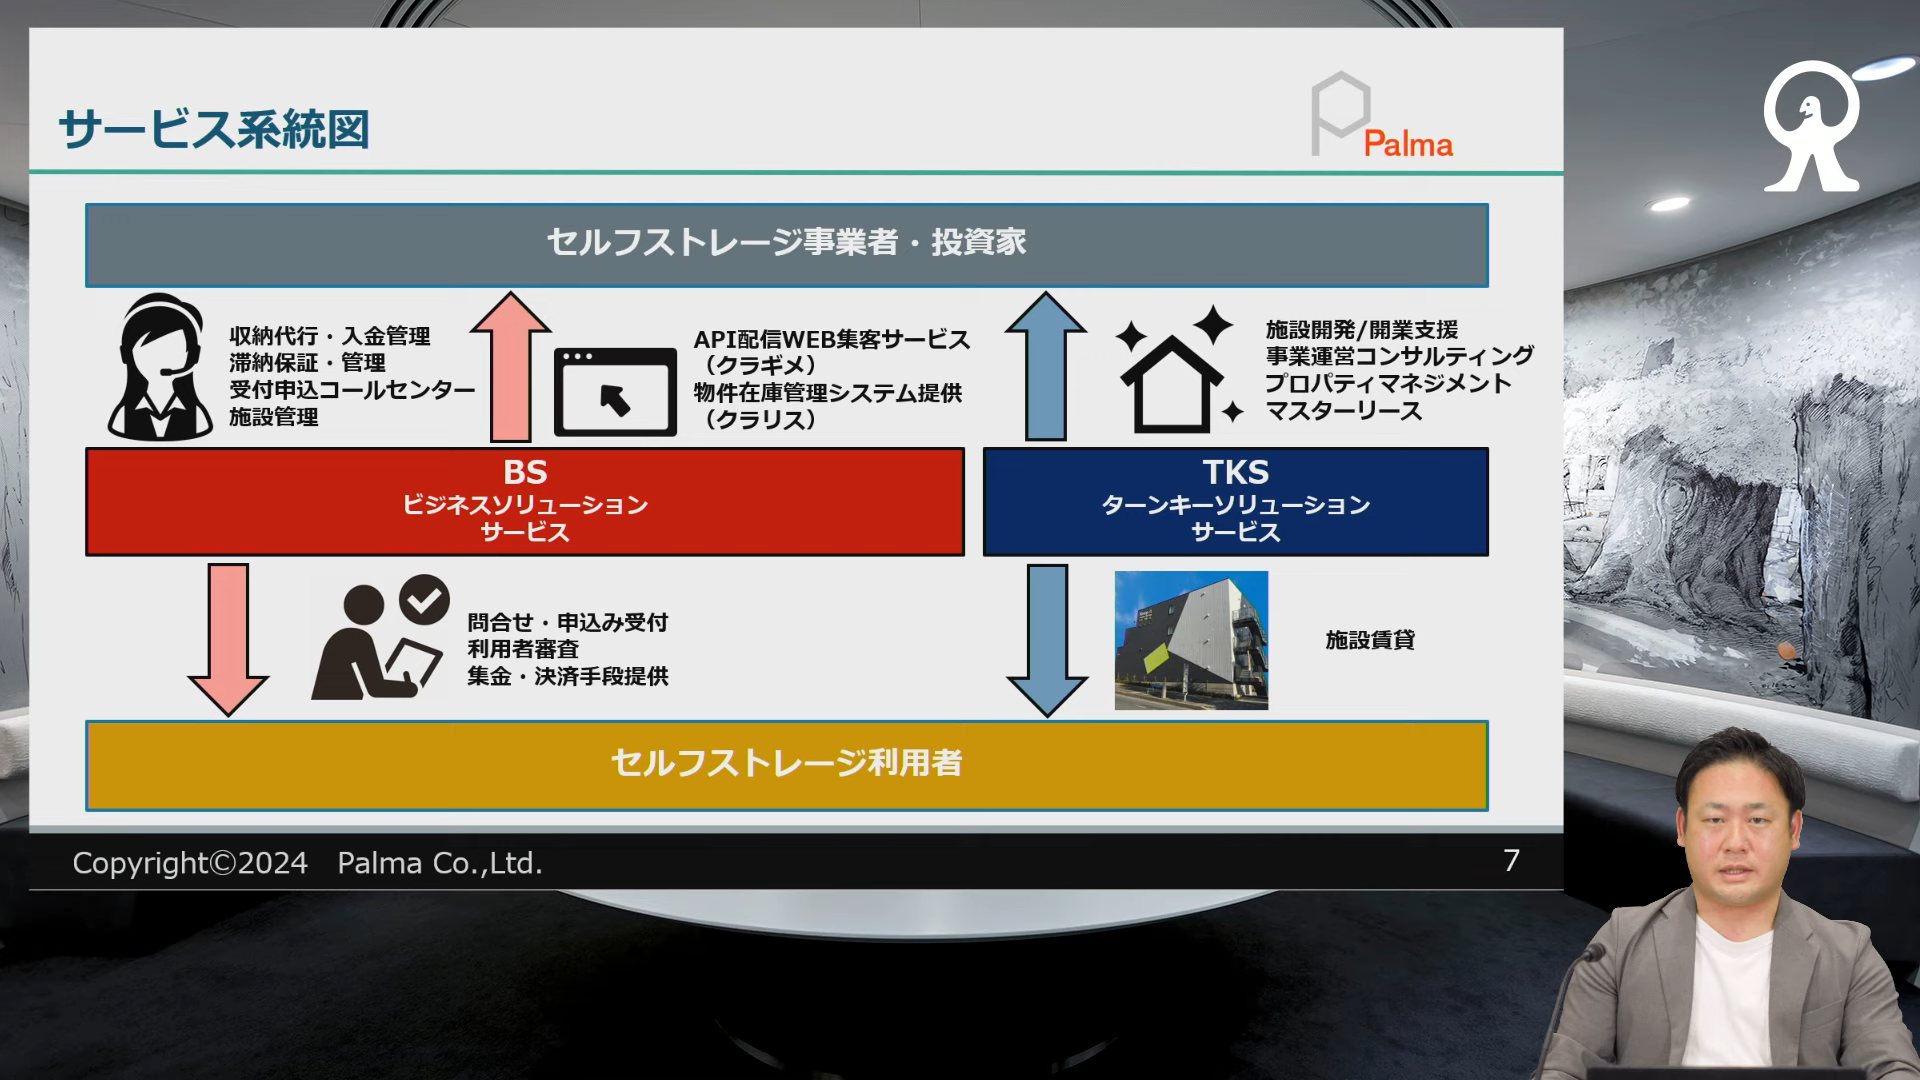 サービス系統図
Palma
セルフストレージ事業者・投資家
収納代行・入金管理
滞納保証・管理
受付申込コールセンター
施設管理
API配信WEB集客サービス
（クラギメ）
物件在庫管理システム提供
（クラリス）
施設開発/開業支援
事業運営コンサルティング
プロパティマネジメント
マスターリース
BS
ビジネスソリューション
サービス
TKS
ターンキーソリューション
サービス
問合せ・申込み受付
利用者審査
集金・決済手段提供
施設賃貸
セルフストレージ利用者
Copyright©2024　Palma Co.,Ltd.
7